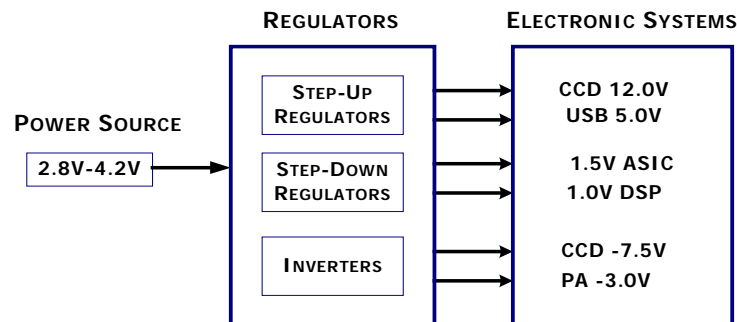 REGULATORS
ELECTRONIC SYSTEMS
POWER SOURCE
2.8V-4.2V
STEP-UP
REGULATORS
STEP-DOWN
REGULATORS
INVERTERS
CCD 12.0V
USB 5.0V
1.5V ASIC
1.0V DSP
CCD -7.5V
PA -3.0V